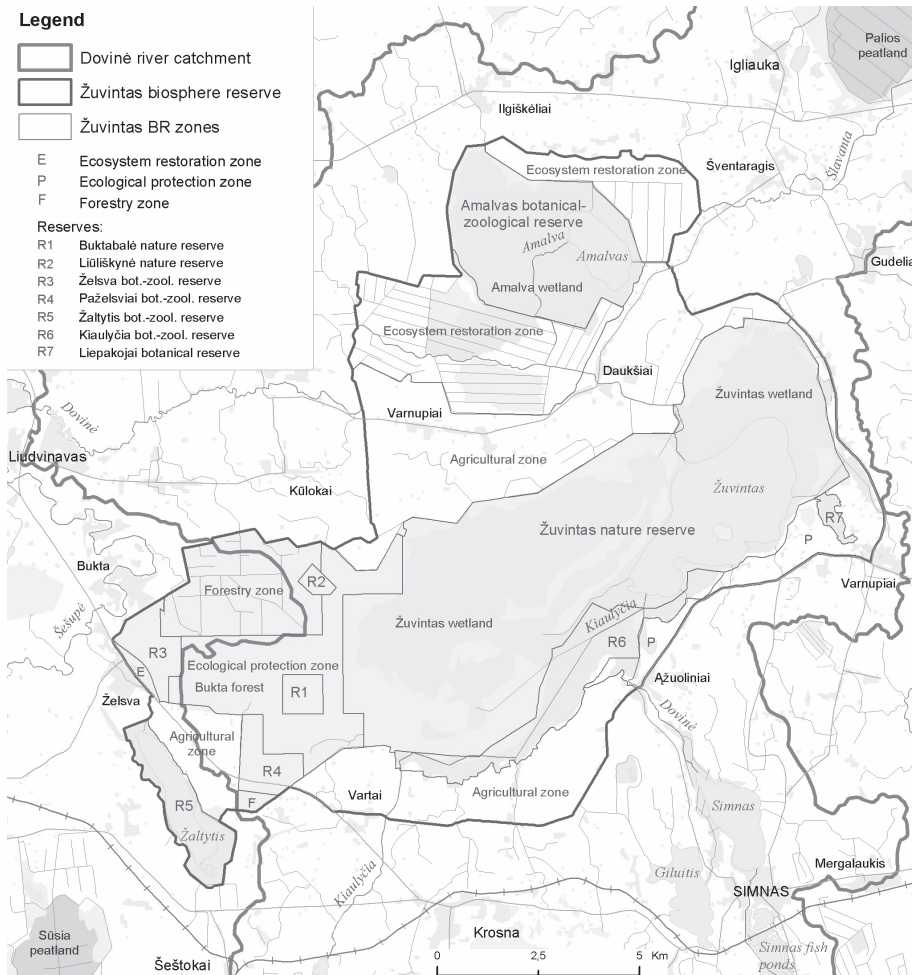 Legend
Dovinė river catchment
Žuvintas biosphere reserve
Žuvintas BR zones
E Ecosystem restoration zone
P Ecological protection zone
F Forestry zone
Reserves:
R1 Buktabalė nature reserve
R2 Liūliškynė nature reserve
R3 Želsva bot.-zool. reserve
R4 Paželsviai bot.-zool. reserve
R5 Žaltytis bot.-zool. reserve
R6 Kiaulyčia bot.-zool. reserve
R7 Liepakojai botanical reserve
Palios
peatland
Igliauka
Ilgiškėliai
Šlavanta
Šventaragis
Ecosystem restoration zone
Amalvas botanical-
zoological reserve
Amalva
Amalvas
Amalva wetland
Gudelia
Ecosystem restoration zone
Daukšiai
Žuvintas wetland
Varnupiai
Dovinė
Liudvinavas
Agricultural zone
Kūlokai
Žuvintas
Žuvintas nature reserve
R7
P
Bukta
R2
Forestry zone
Varnupiai
Šešupė
Kiaulyčia
Žuvintas wetland
R6
P
R3
E
Ecological protection zone
Bukta forest
R1
Ąžuoliniai
Želsva
Dovinė
Agricultural
zone
R4
F
Vartai
Agricultural zone
R5
Žaltytis
Simnas
Kiaulyčia
Giluitis
Mergalaukis
SIMNAS
Sūsia
peatland
Krosna
Šeštokai
0 2,5 5 Km
Simnas fish
ponds